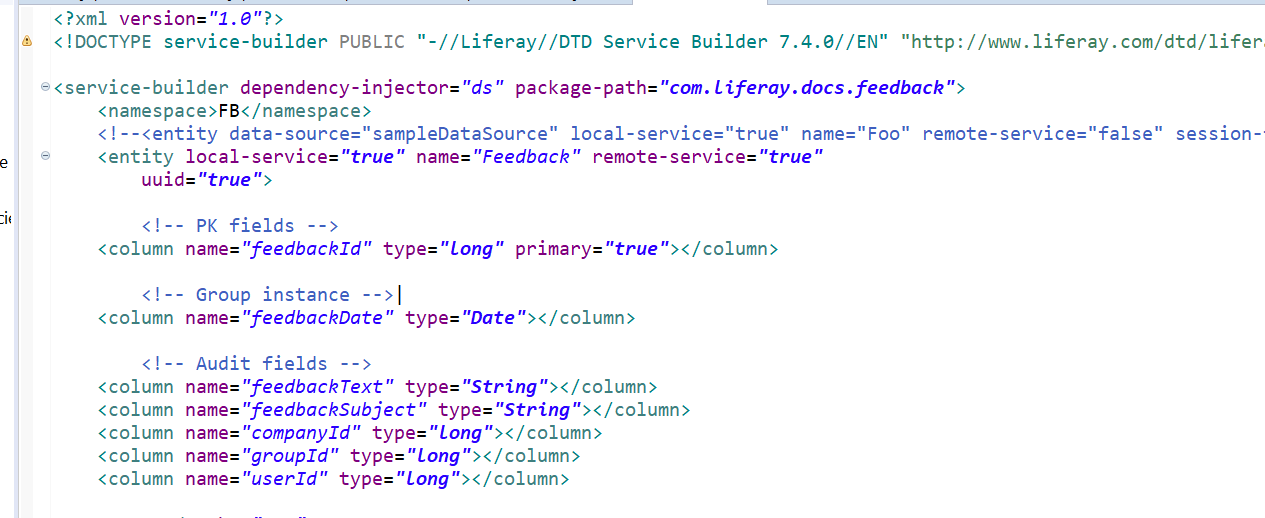 <?xml version="1.0"?>
<!DOCTYPE service-builder PUBLIC "-//Liferay//DTD Service Builder 7.4.0//EN" "http://www.liferay.com/dtd/lifera
<service-builder dependency-injector="ds" package-path="com.liferay.docs.feedback">
<namespace>FB</namespace>
<!--<entity data-source="sampleDataSource" local-service="true" name="Foo" remote-service="false" session-
<entity local-service="true" name="Feedback" remote-service="true"
uuid="true">
<!-- PK fields -->
<column name="feedbackId" type="long" primary="true"></column>
<!-- Group instance -->
<column name="feedbackDate" type="Date"></column>
<!-- Audit fields -->
<column name="feedbackText" type="String"></column>
<column name="feedbackSubject" type="String"></column>
<column name="companyId" type="long"></column>
<column name="groupId" type="long"></column>
<column name="userId" type="long"></column>